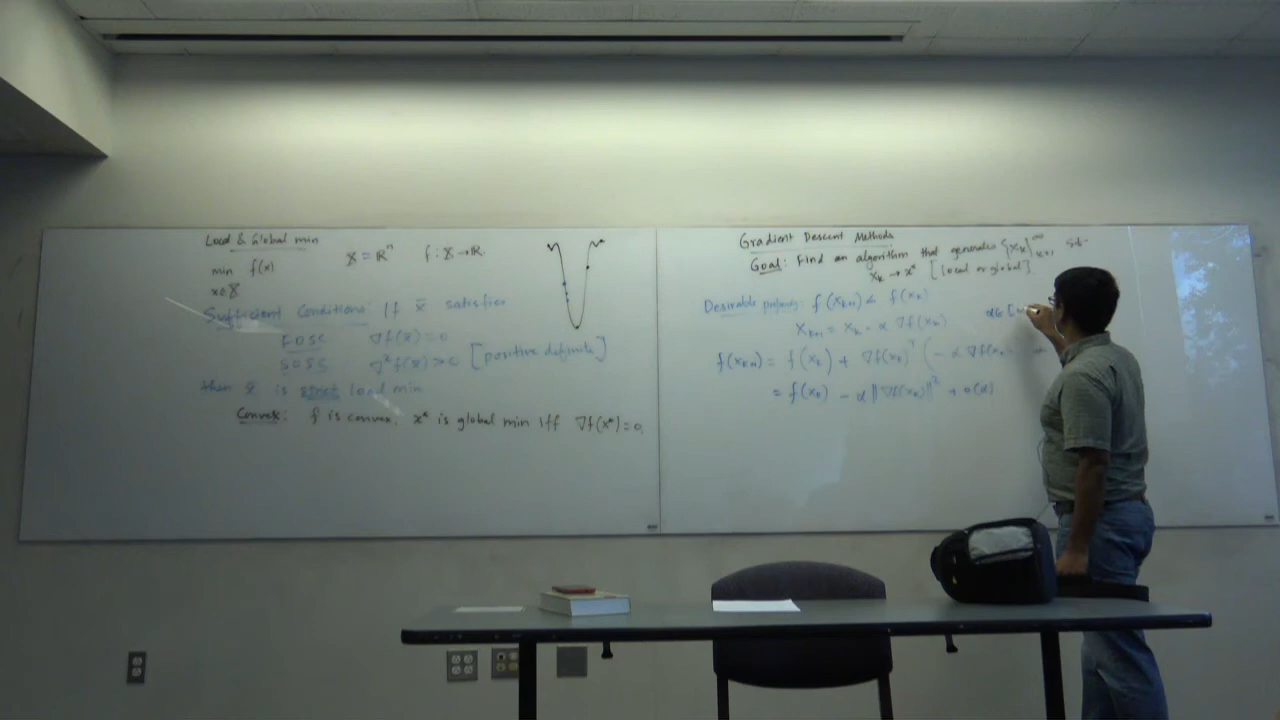 Local & Global min
min f(x)
x∈X
X = ℝⁿ f: X → ℝ
Sufficient Conditions: If x̄ satisfies
FOSC ∇f(x̄) = 0
SOSC ∇²f(x̄) > 0 [positive definite]
then x̄ is strict local min
Convex: f is convex, x* is global min iff ∇f(x*) = 0.
Gradient Descent Methods
Goal: Find an algorithm that generates {x_k}_{k=1}^∞ s.t.
x_k → x* [local or global]
Desirable property: f(x_{k+1}) < f(x_k)
x_{k+1} = x_k - α ∇f(x_k)
α∈[
f(x_{k+1}) = f(x_k) + ∇f(x_k)ᵀ (- α ∇f(x_k +
= f(x_k) - α ‖∇f(x_k)‖² + o(α)